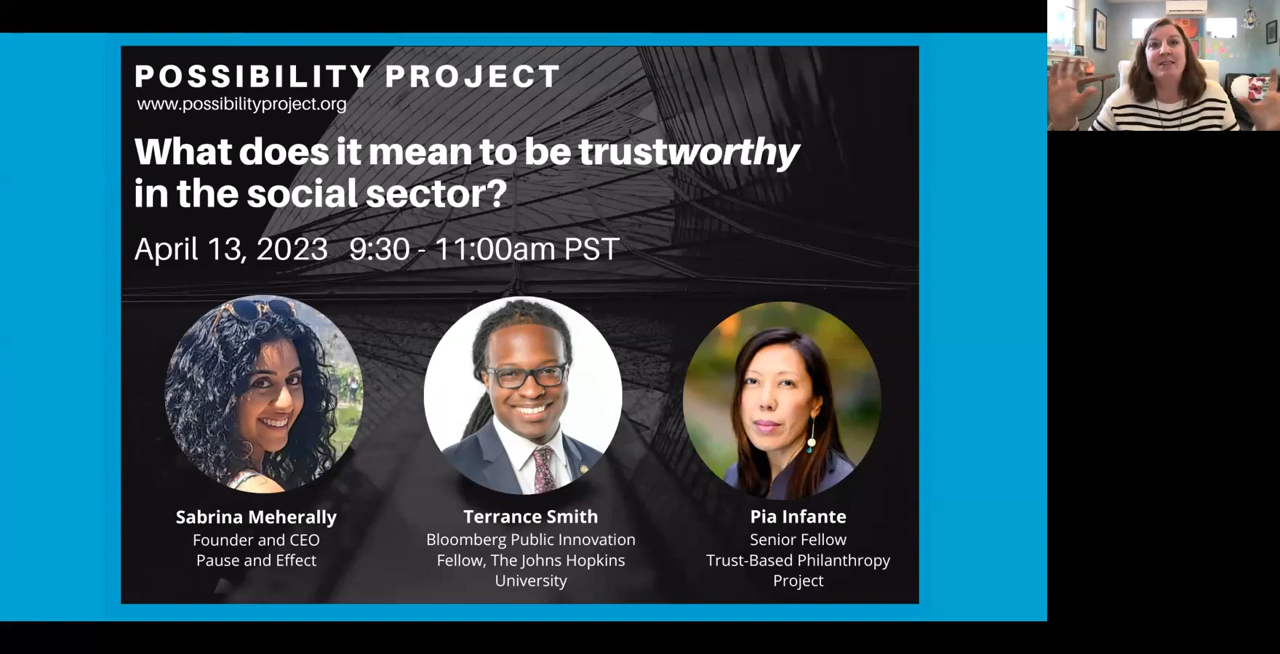 POSSIBILITY PROJECT
www.possibilityproject.org
What does it mean to be trustworthy
in the social sector?
April 13, 2023 9:30 - 11:00am PST
Sabrina Meherally
Founder and CEO
Pause and Effect
Terrance Smith
Bloomberg Public Innovation
Fellow, The Johns Hopkins
University
Pia Infante
Senior Fellow
Trust-Based Philanthropy
Project